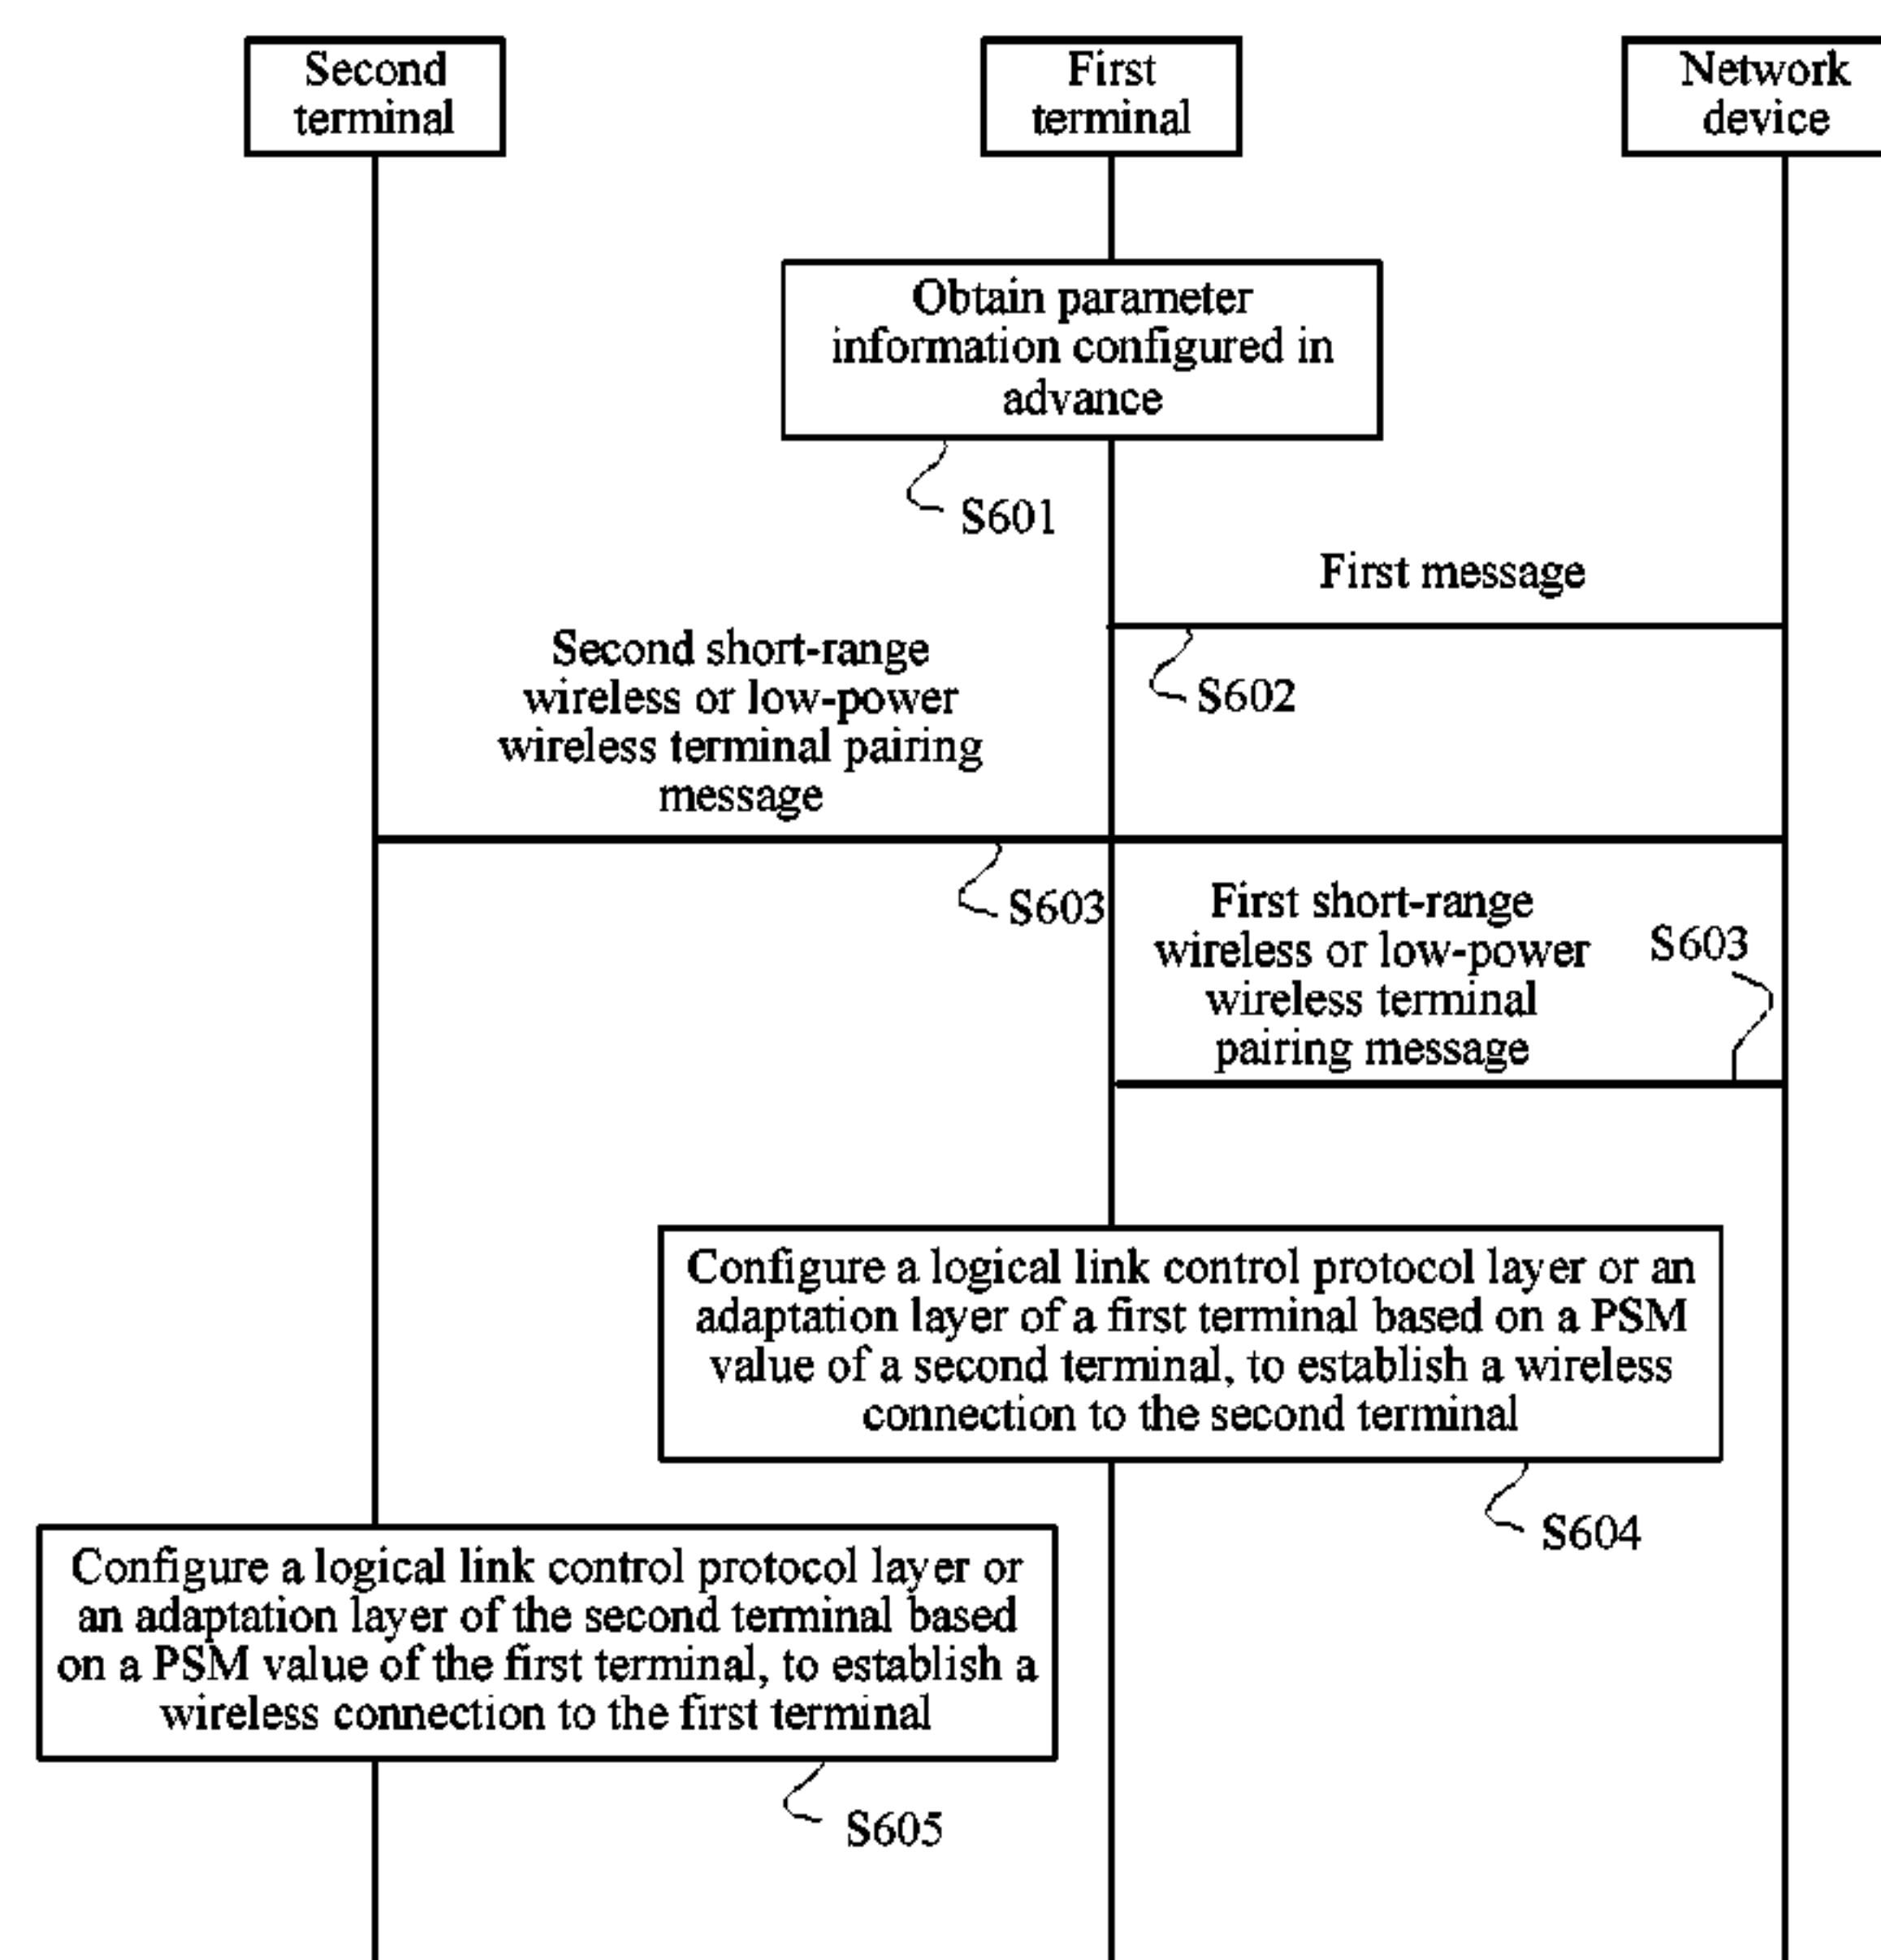 Second
terminal
First
terminal
Network
device
Obtain parameter
information configured in
advance
S601
First message
S602
Second short-range
wireless or low-power
wireless terminal pairing
message
S603
First short-range
wireless or low-power
wireless terminal
pairing message
S603
Configure a logical link control protocol layer or an
adaptation layer of a first terminal based on a PSM
value of a second terminal, to establish a wireless
connection to the second terminal
S604
Configure a logical link control protocol layer or
an adaptation layer of the second terminal based
on a PSM value of the first terminal, to establish a
wireless connection to the first terminal
S605